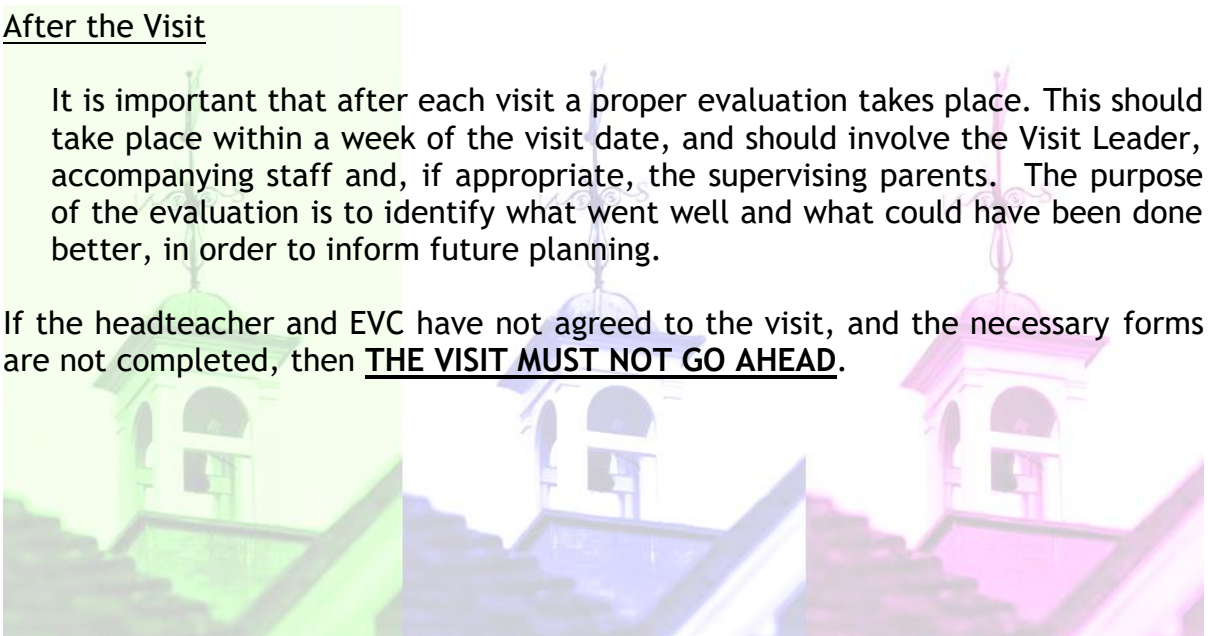 After the Visit
It is important that after each visit a proper evaluation takes place. This should
take place within a week of the visit date, and should involve the Visit Leader,
accompanying staff and, if appropriate, the supervising parents. The purpose
of the evaluation is to identify what went well and what could have been done
better, in order to inform future planning.
If the headteacher and EVC have not agreed to the visit, and the necessary forms
are not completed, then THE VISIT MUST NOT GO AHEAD.